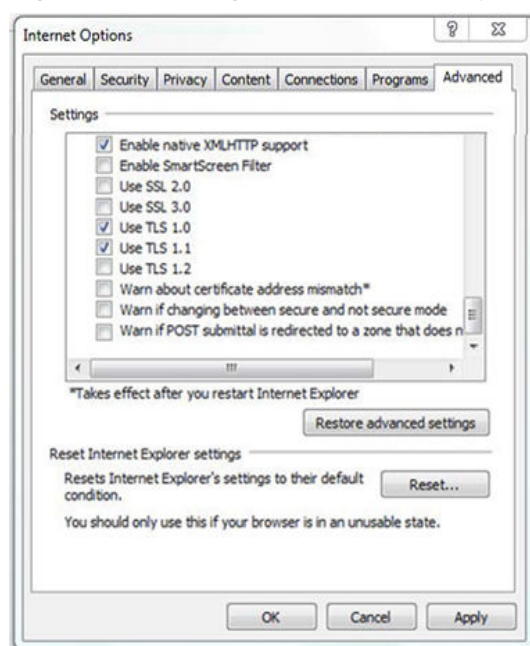 Internet Options
General Security Privacy Content Connections Programs Advanced
Settings
Enable native XMLHTTP support
Enable SmartScreen Filter
Use SSL 2.0
Use SSL 3.0
Use TLS 1.0
Use TLS 1.1
Use TLS 1.2
Warn about certificate address mismatch*
Warn if changing between secure and not secure mode
Warn if POST submittal is redirected to a zone that does n
*Takes effect after you restart Internet Explorer
Restore advanced settings
Reset Internet Explorer settings
Resets Internet Explorer's settings to their default
condition.
Reset...
You should only use this if your browser is in an unusable state.
OK Cancel Apply